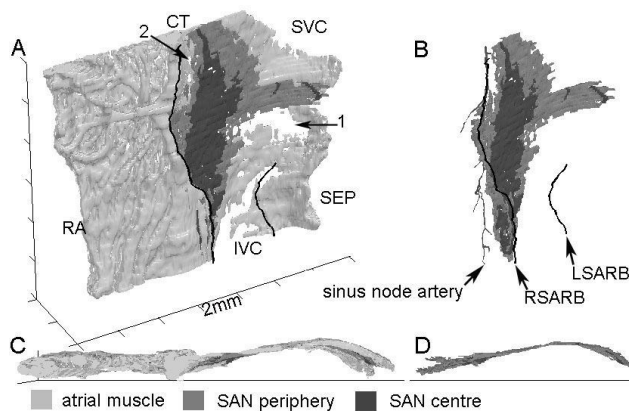 A
2
CT
SVC
1
SEP
RA
IVC
2mm
B
LSARB
sinus node artery
RSARB
C
D
atrial muscle
SAN periphery
SAN centre